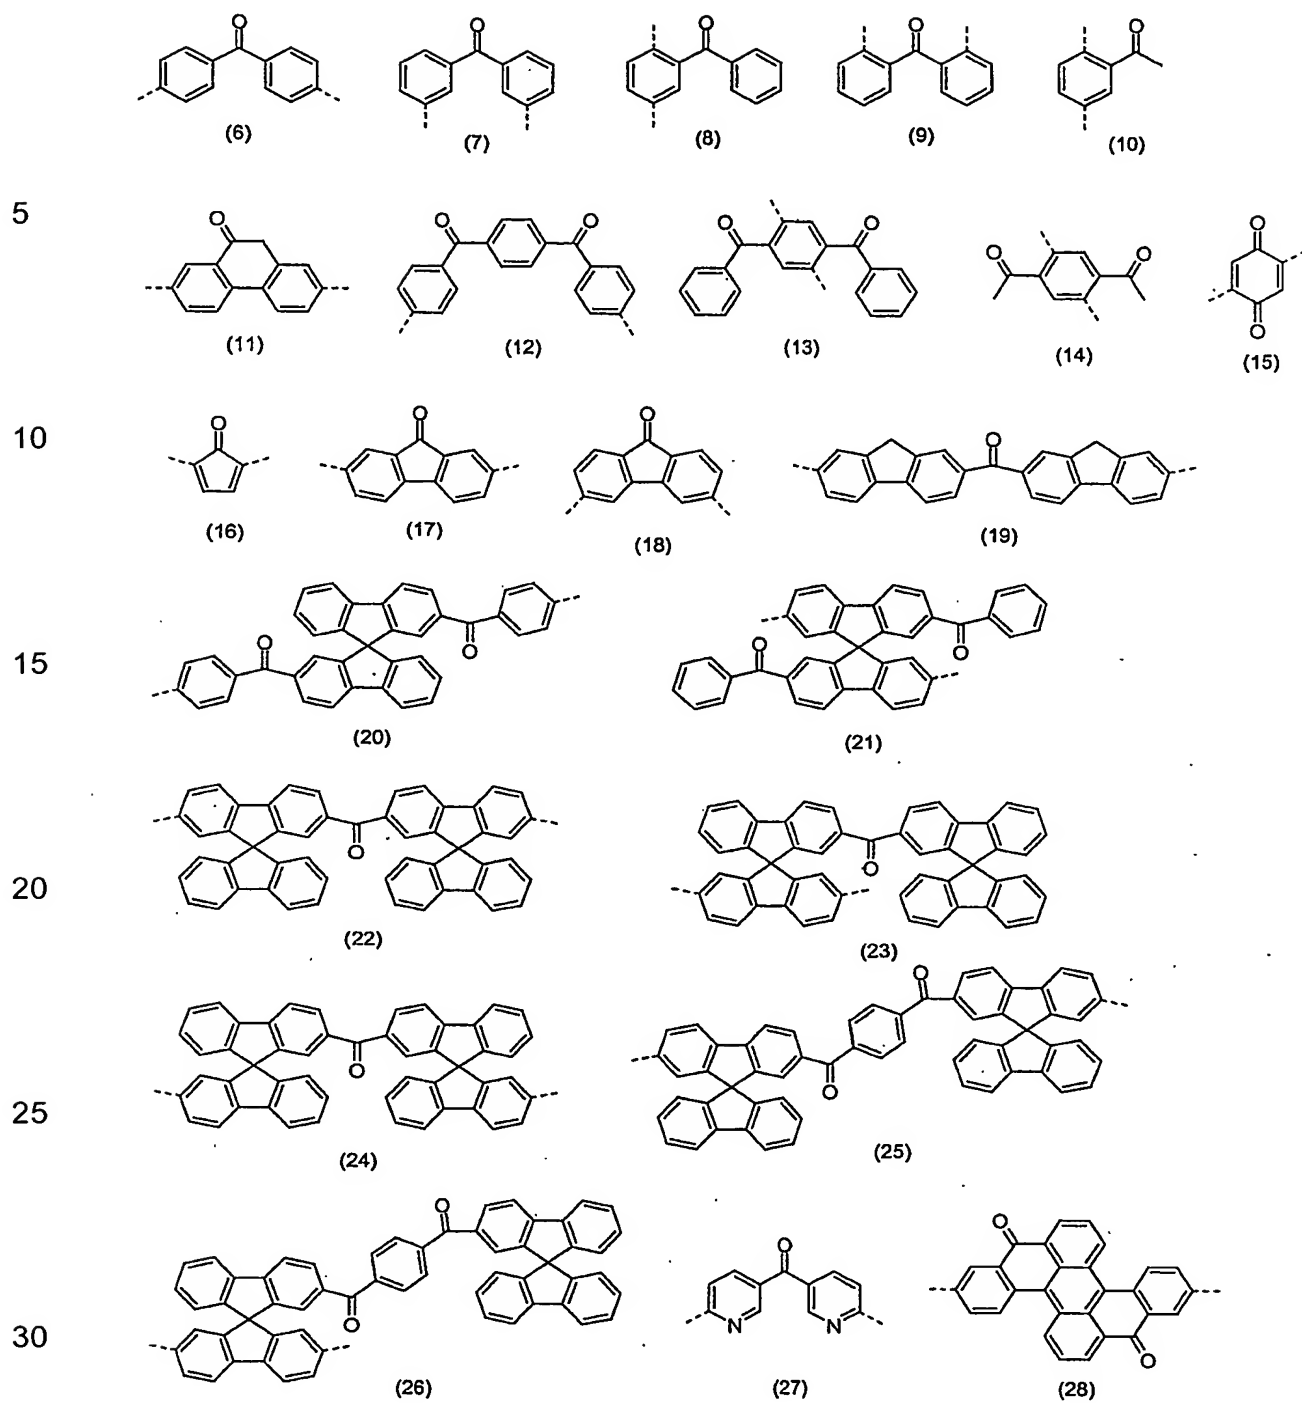 O O O O O
(6) (7) (8) (9) (10)
5
O O O O O O O O
O
(11) (12) (13) (14) (15)
10
O O O O
(16) (17) (18) (19)
15
O O O O
(20) (21)
20
O O
(22) (23)
25
O O O
(24) (25)
30
O O O O
O N N O
(26) (27) (28)